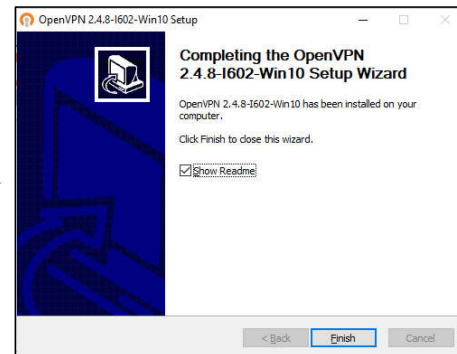 OpenVPN 2.4.8-I602-Win10 Setup
Completing the OpenVPN
2.4.8-I602-Win10 Setup Wizard
OpenVPN 2.4.8-I602-Win10 has been installed on your
computer.
Click Finish to close this wizard.
Show Readme
< Back Finish Cancel